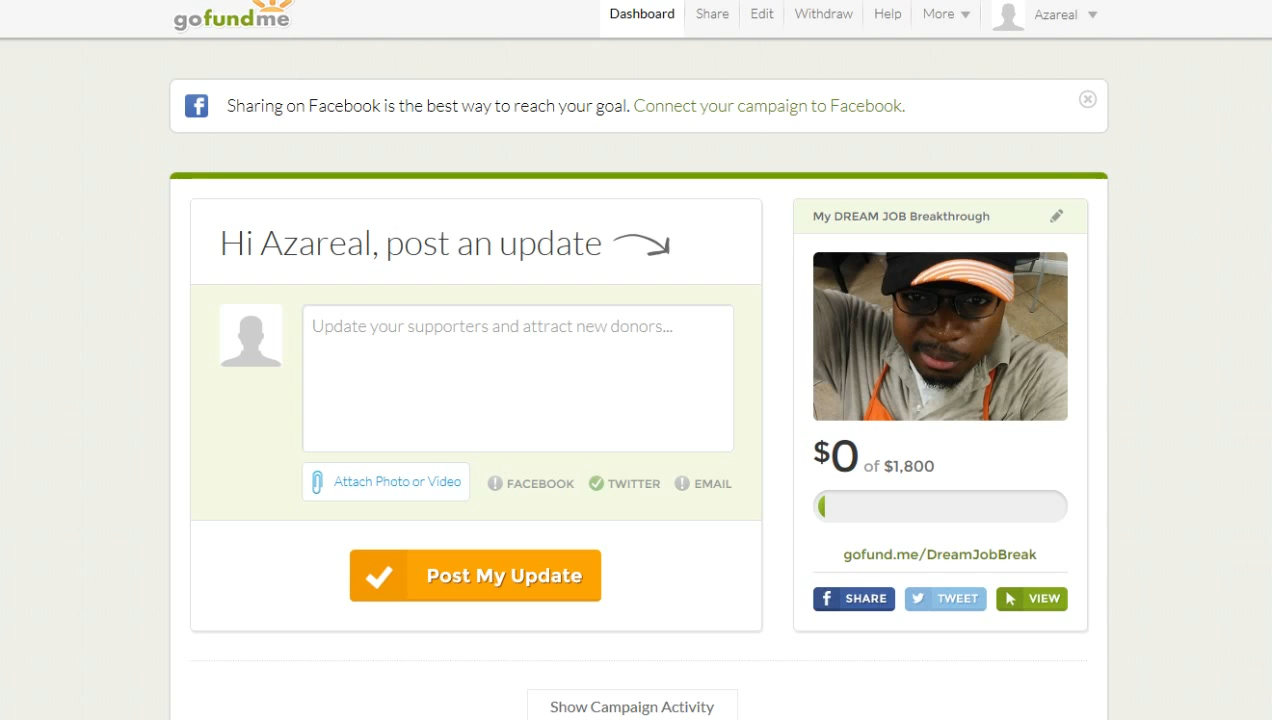 gofundme
Dashboard Share Edit Withdraw Help More Azareal
Sharing on Facebook is the best way to reach your goal. Connect your campaign to Facebook.
Hi Azareal, post an update
Update your supporters and attract new donors...
Attach Photo or Video FACEBOOK TWITTER EMAIL
Post My Update
My DREAM JOB Breakthrough
$0 of $1,800
gofund.me/DreamJobBreak
SHARE TWEET VIEW
Show Campaign Activity